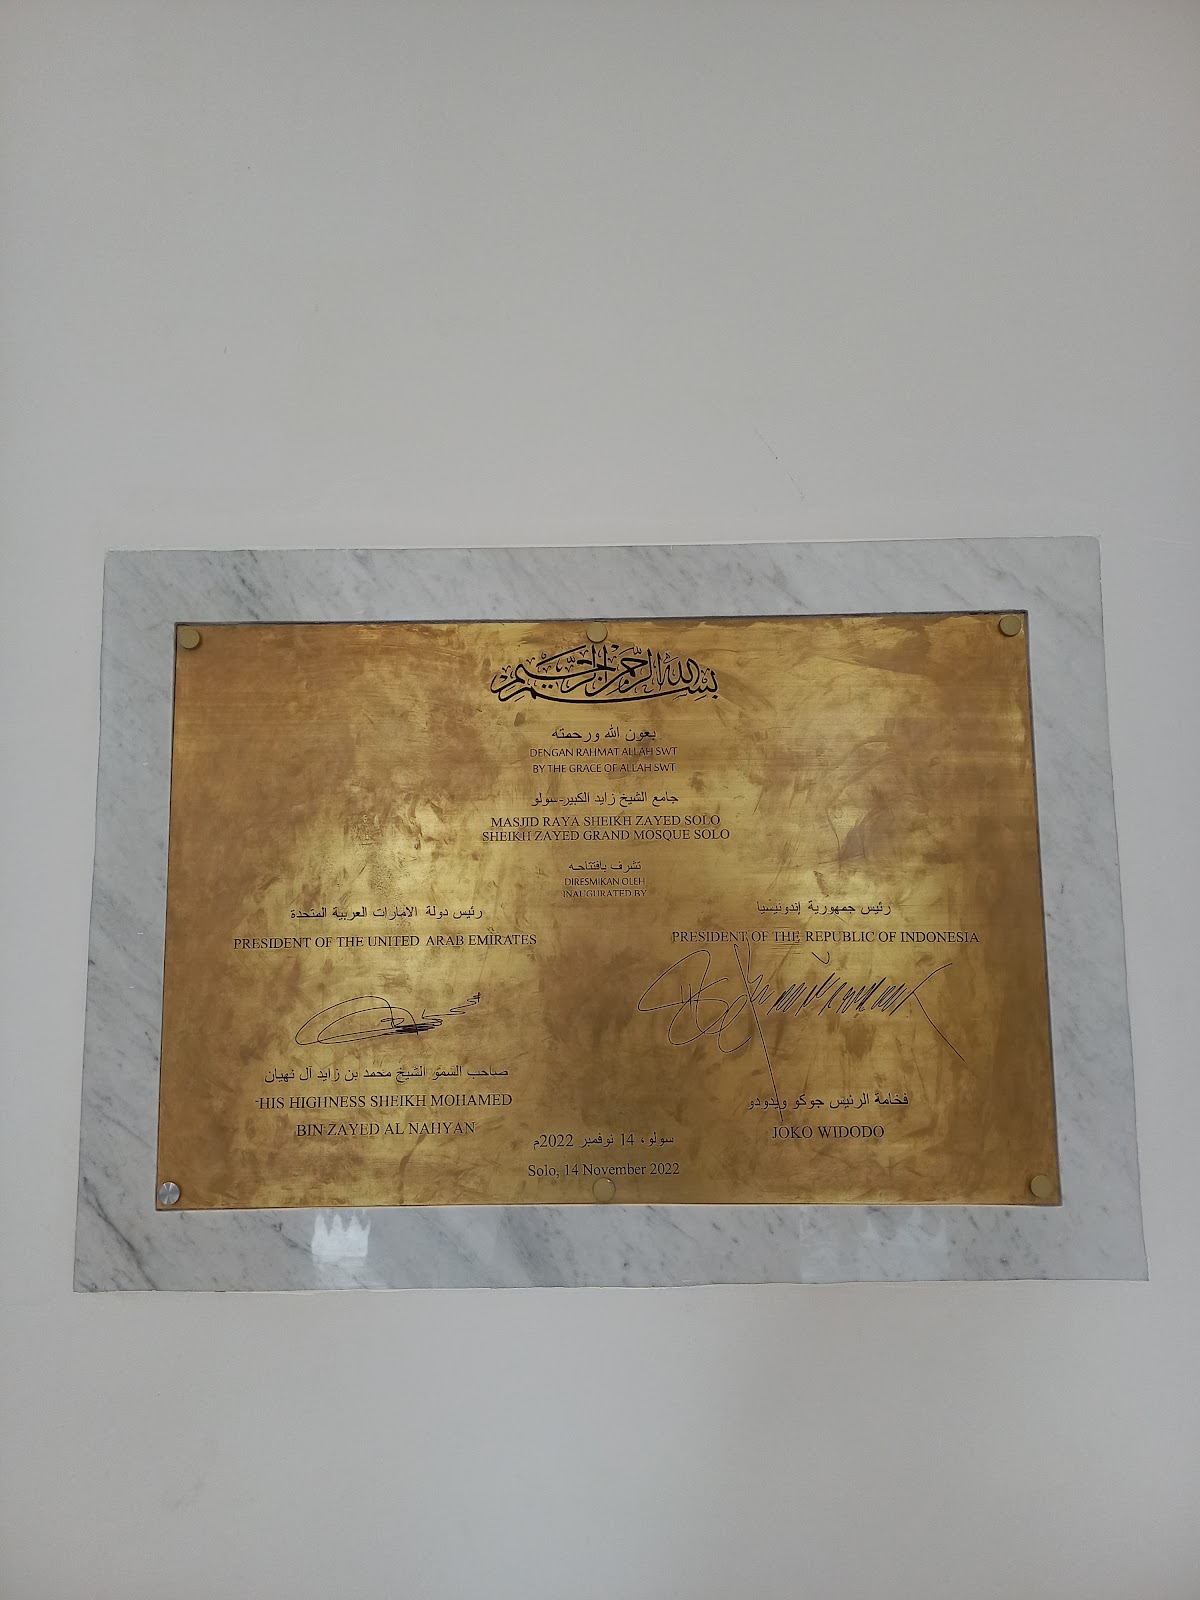 بسم الله الرحمن الرحيم
بعون الله ورحمته
DENGAN RAHMAT ALLAH SWT
BY THE GRACE OF ALLAH SWT
جامع الشيخ زايد الكبير-سولو
MASJID RAYA SHEIKH ZAYED SOLO
SHEIKH ZAYED GRAND MOSQUE SOLO
تشرف بافتتاحه
DIRESMIKAN OLEH
INAUGURATED BY
رئيس دولة الامارات العربية المتحدة
PRESIDENT OF THE UNITED ARAB EMIRATES
صاحب السمو الشيخ محمد بن زايد آل نهيان
HIS HIGHNESS SHEIKH MOHAMED
BIN ZAYED AL NAHYAN
رئيس جمهورية إندونيسيا
PRESIDENT OF THE REPUBLIC OF INDONESIA
فخامة الرئيس جوكو ويدودو
JOKO WIDODO
سولو، 14 نوفمبر 2022م
Solo, 14 November 2022